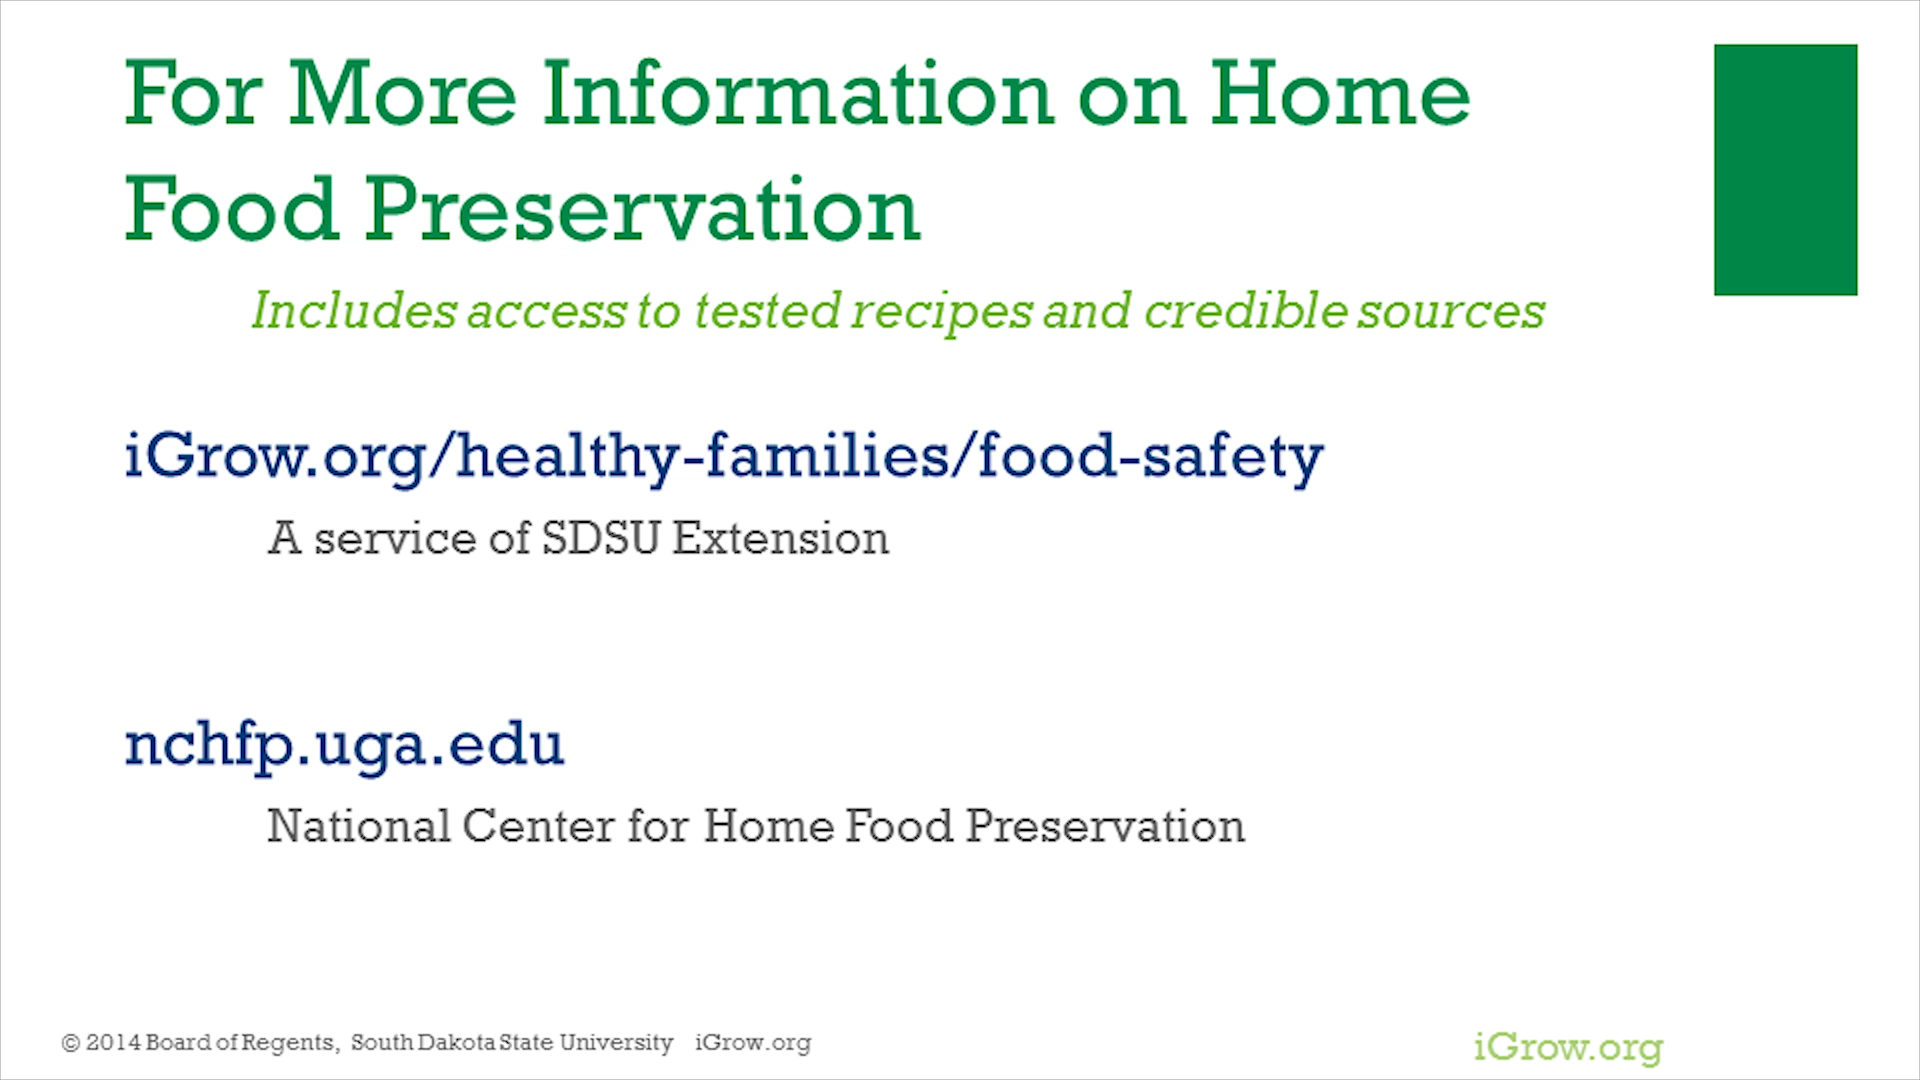 For More Information on Home
Food Preservation
Includes access to tested recipes and credible sources
iGrow.org/healthy-families/food-safety
A service of SDSU Extension
nchfp.uga.edu
National Center for Home Food Preservation
© 2014 Board of Regents, South Dakota State University iGrow.org
iGrow.org